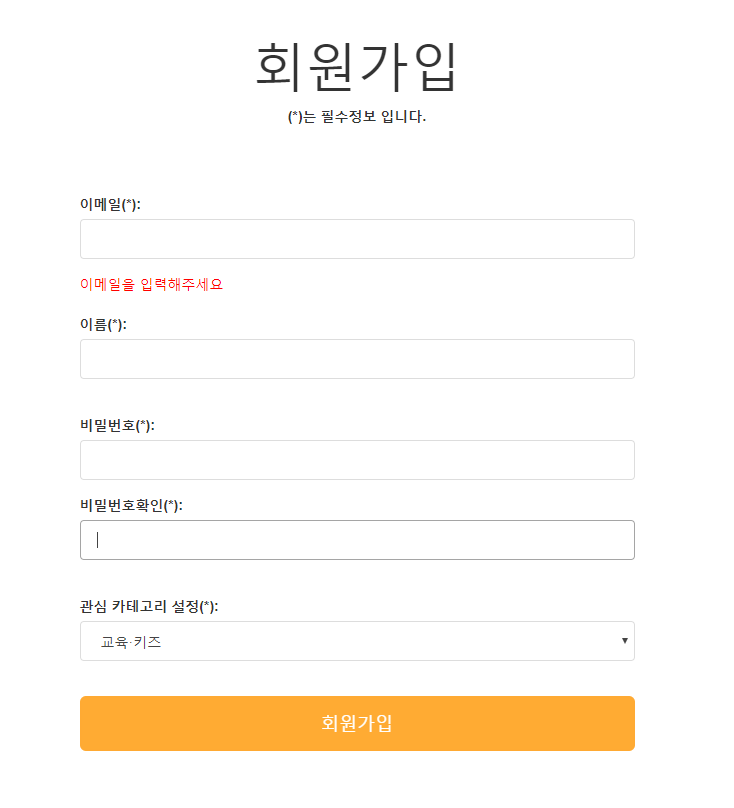 회원가입
(*)는 필수정보 입니다.
이메일(*):
이메일을 입력해주세요
이름(*):
비밀번호(*):
비밀번호확인(*):
관심 카테고리 설정(*):
교육·키즈
회원가입